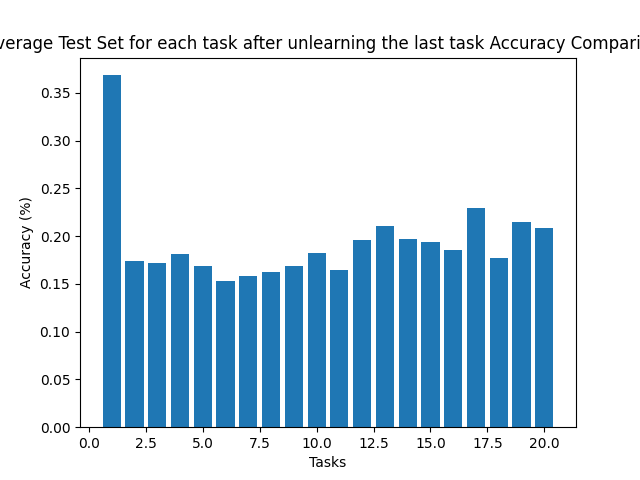 verage Test Set for each task after unlearning the last task Accuracy Compari
0.35
0.30
0.25
0.20
0.15
0.10
0.05
0.00
Accuracy (%)
0.0 2.5 5.0 7.5 10.0 12.5 15.0 17.5 20.0
Tasks